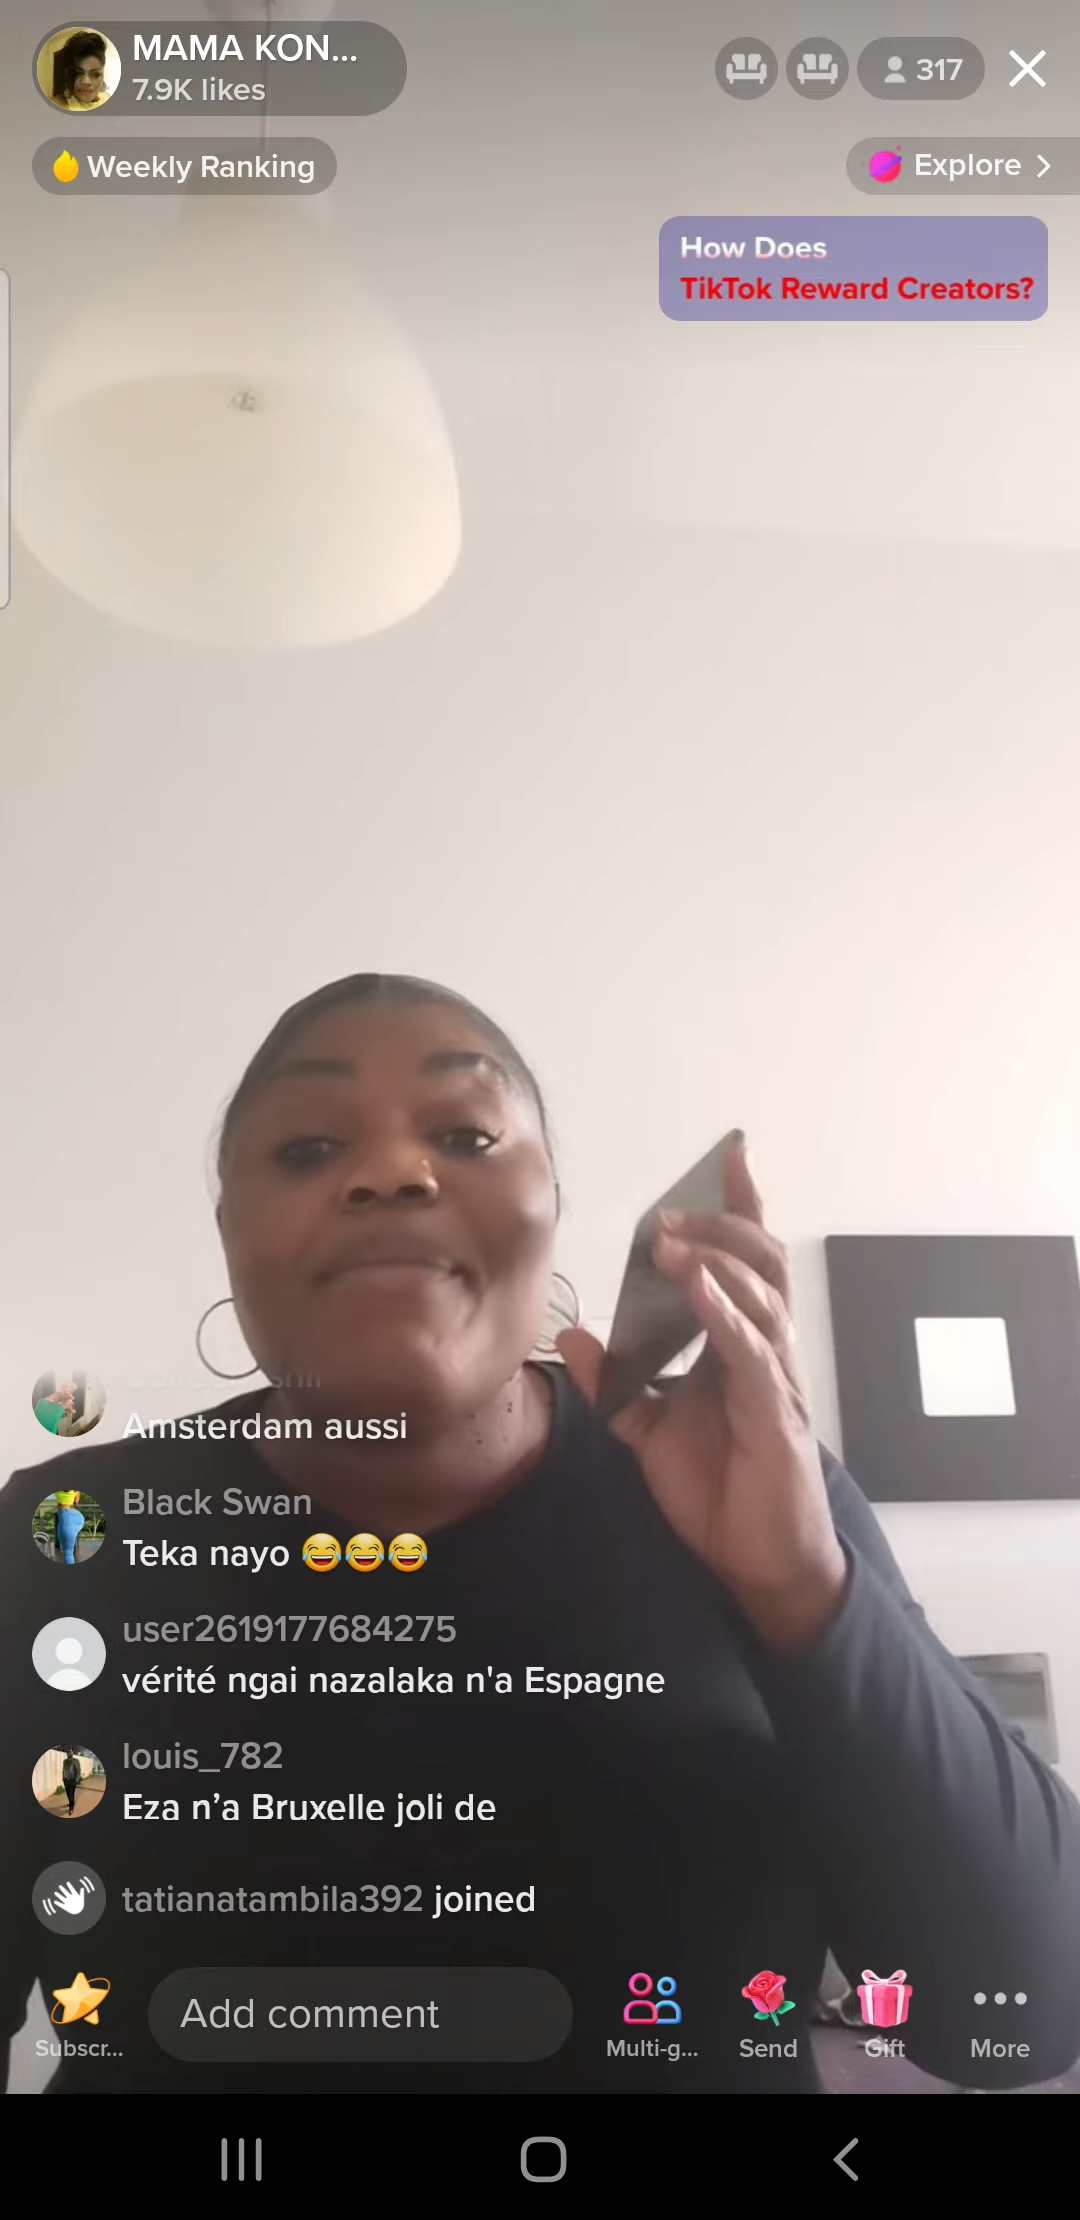 MAMA KON...
7.9K likes
317
Weekly Ranking
Explore
How Does
TikTok Reward Creators?
Amsterdam aussi
Black Swan
Teka nayo 😂😂😂
user2619177684275
vérité ngai nazalaka n'a Espagne
louis_782
Eza n’a Bruxelle joli de
tatianatambila392 joined
Subscr...
Add comment
Multi-g...
Send
Gift
More